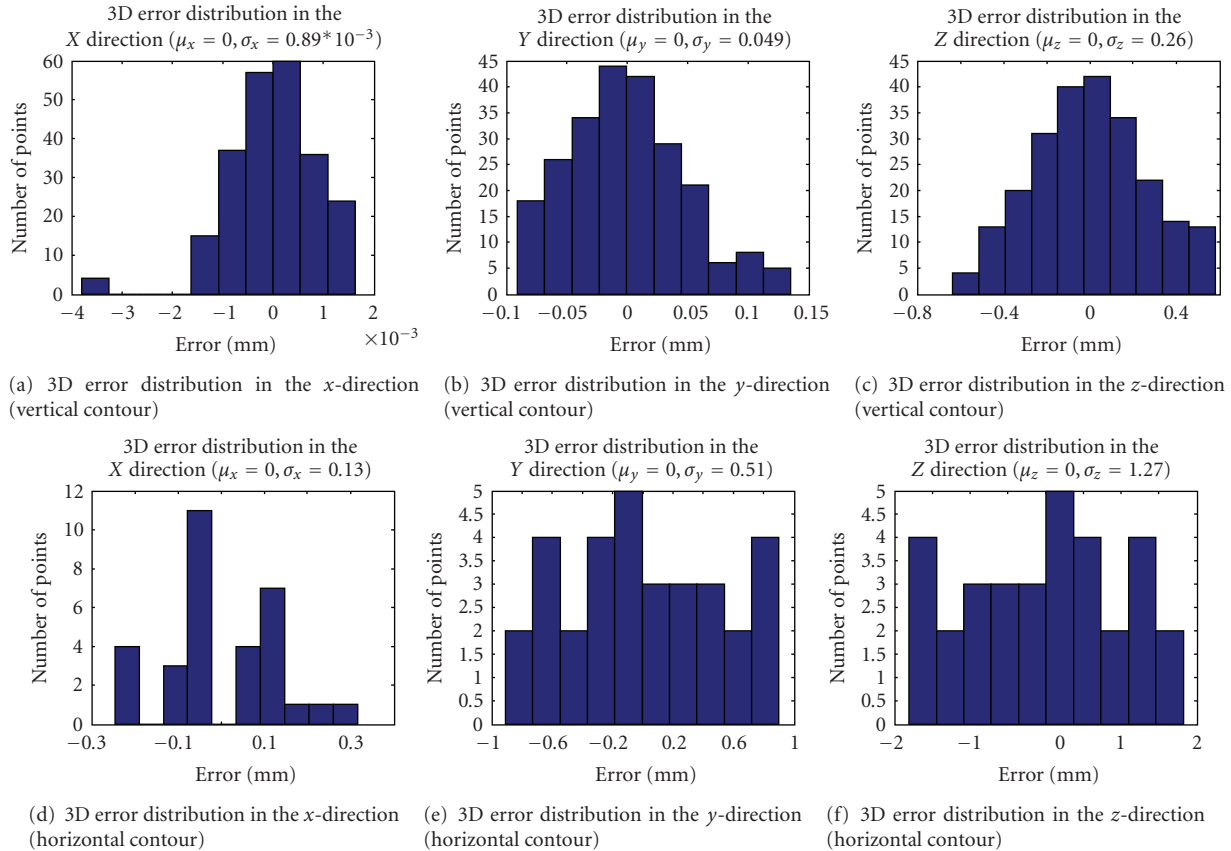 3D error distribution in the
X direction (μx = 0, σx = 0.89*10−3)
60
50
40
30
20
10
0
Number of points
−4
−3
−2
−1
0
1
2
×10−3
Error (mm)
(a) 3D error distribution in the x-direction
(vertical contour)
3D error distribution in the
Y direction (μy = 0, σy = 0.049)
45
40
35
30
25
20
15
10
5
0
Number of points
−0.1
−0.05
0
0.05
0.1
0.15
Error (mm)
(b) 3D error distribution in the y-direction
(vertical contour)
3D error distribution in the
Z direction (μz = 0, σz = 0.26)
45
40
35
30
25
20
15
10
5
0
Number of points
−0.8
−0.4
0
0.4
Error (mm)
(c) 3D error distribution in the z-direction
(vertical contour)
3D error distribution in the
X direction (μx = 0, σx = 0.13)
12
10
8
6
4
2
0
Number of points
−0.3
−0.1
0.1
0.3
Error (mm)
(d) 3D error distribution in the x-direction
(horizontal contour)
3D error distribution in the
Y direction (μy = 0, σy = 0.51)
5
4.5
4
3.5
3
2.5
2
1.5
1
0.5
0
Number of points
−1
−0.6
−0.2
0.2
0.6
1
Error (mm)
(e) 3D error distribution in the y-direction
(horizontal contour)
3D error distribution in the
Z direction (μz = 0, σz = 1.27)
5
4.5
4
3.5
3
2.5
2
1.5
1
0.5
0
Number of points
−2
−1
0
1
2
Error (mm)
(f) 3D error distribution in the z-direction
(horizontal contour)